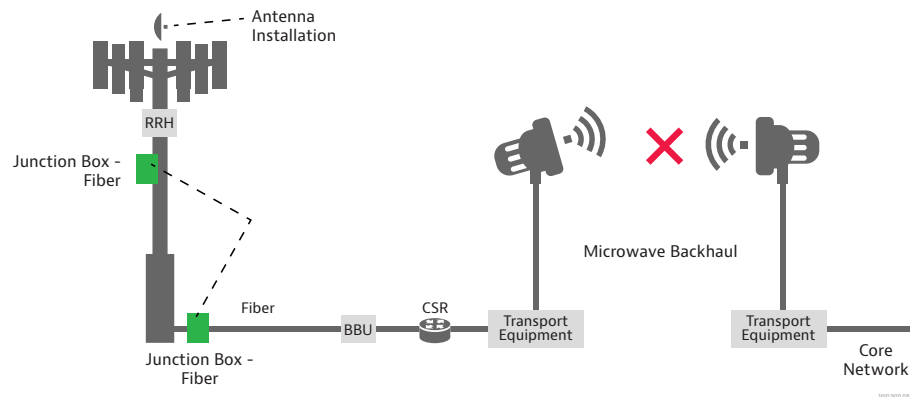 Antenna
Installation
RRH
Junction Box -
Fiber
Microwave Backhaul
Fiber
CSR
BBU
Transport
Equipment
Transport
Equipment
Junction Box -
Fiber
Core
Network